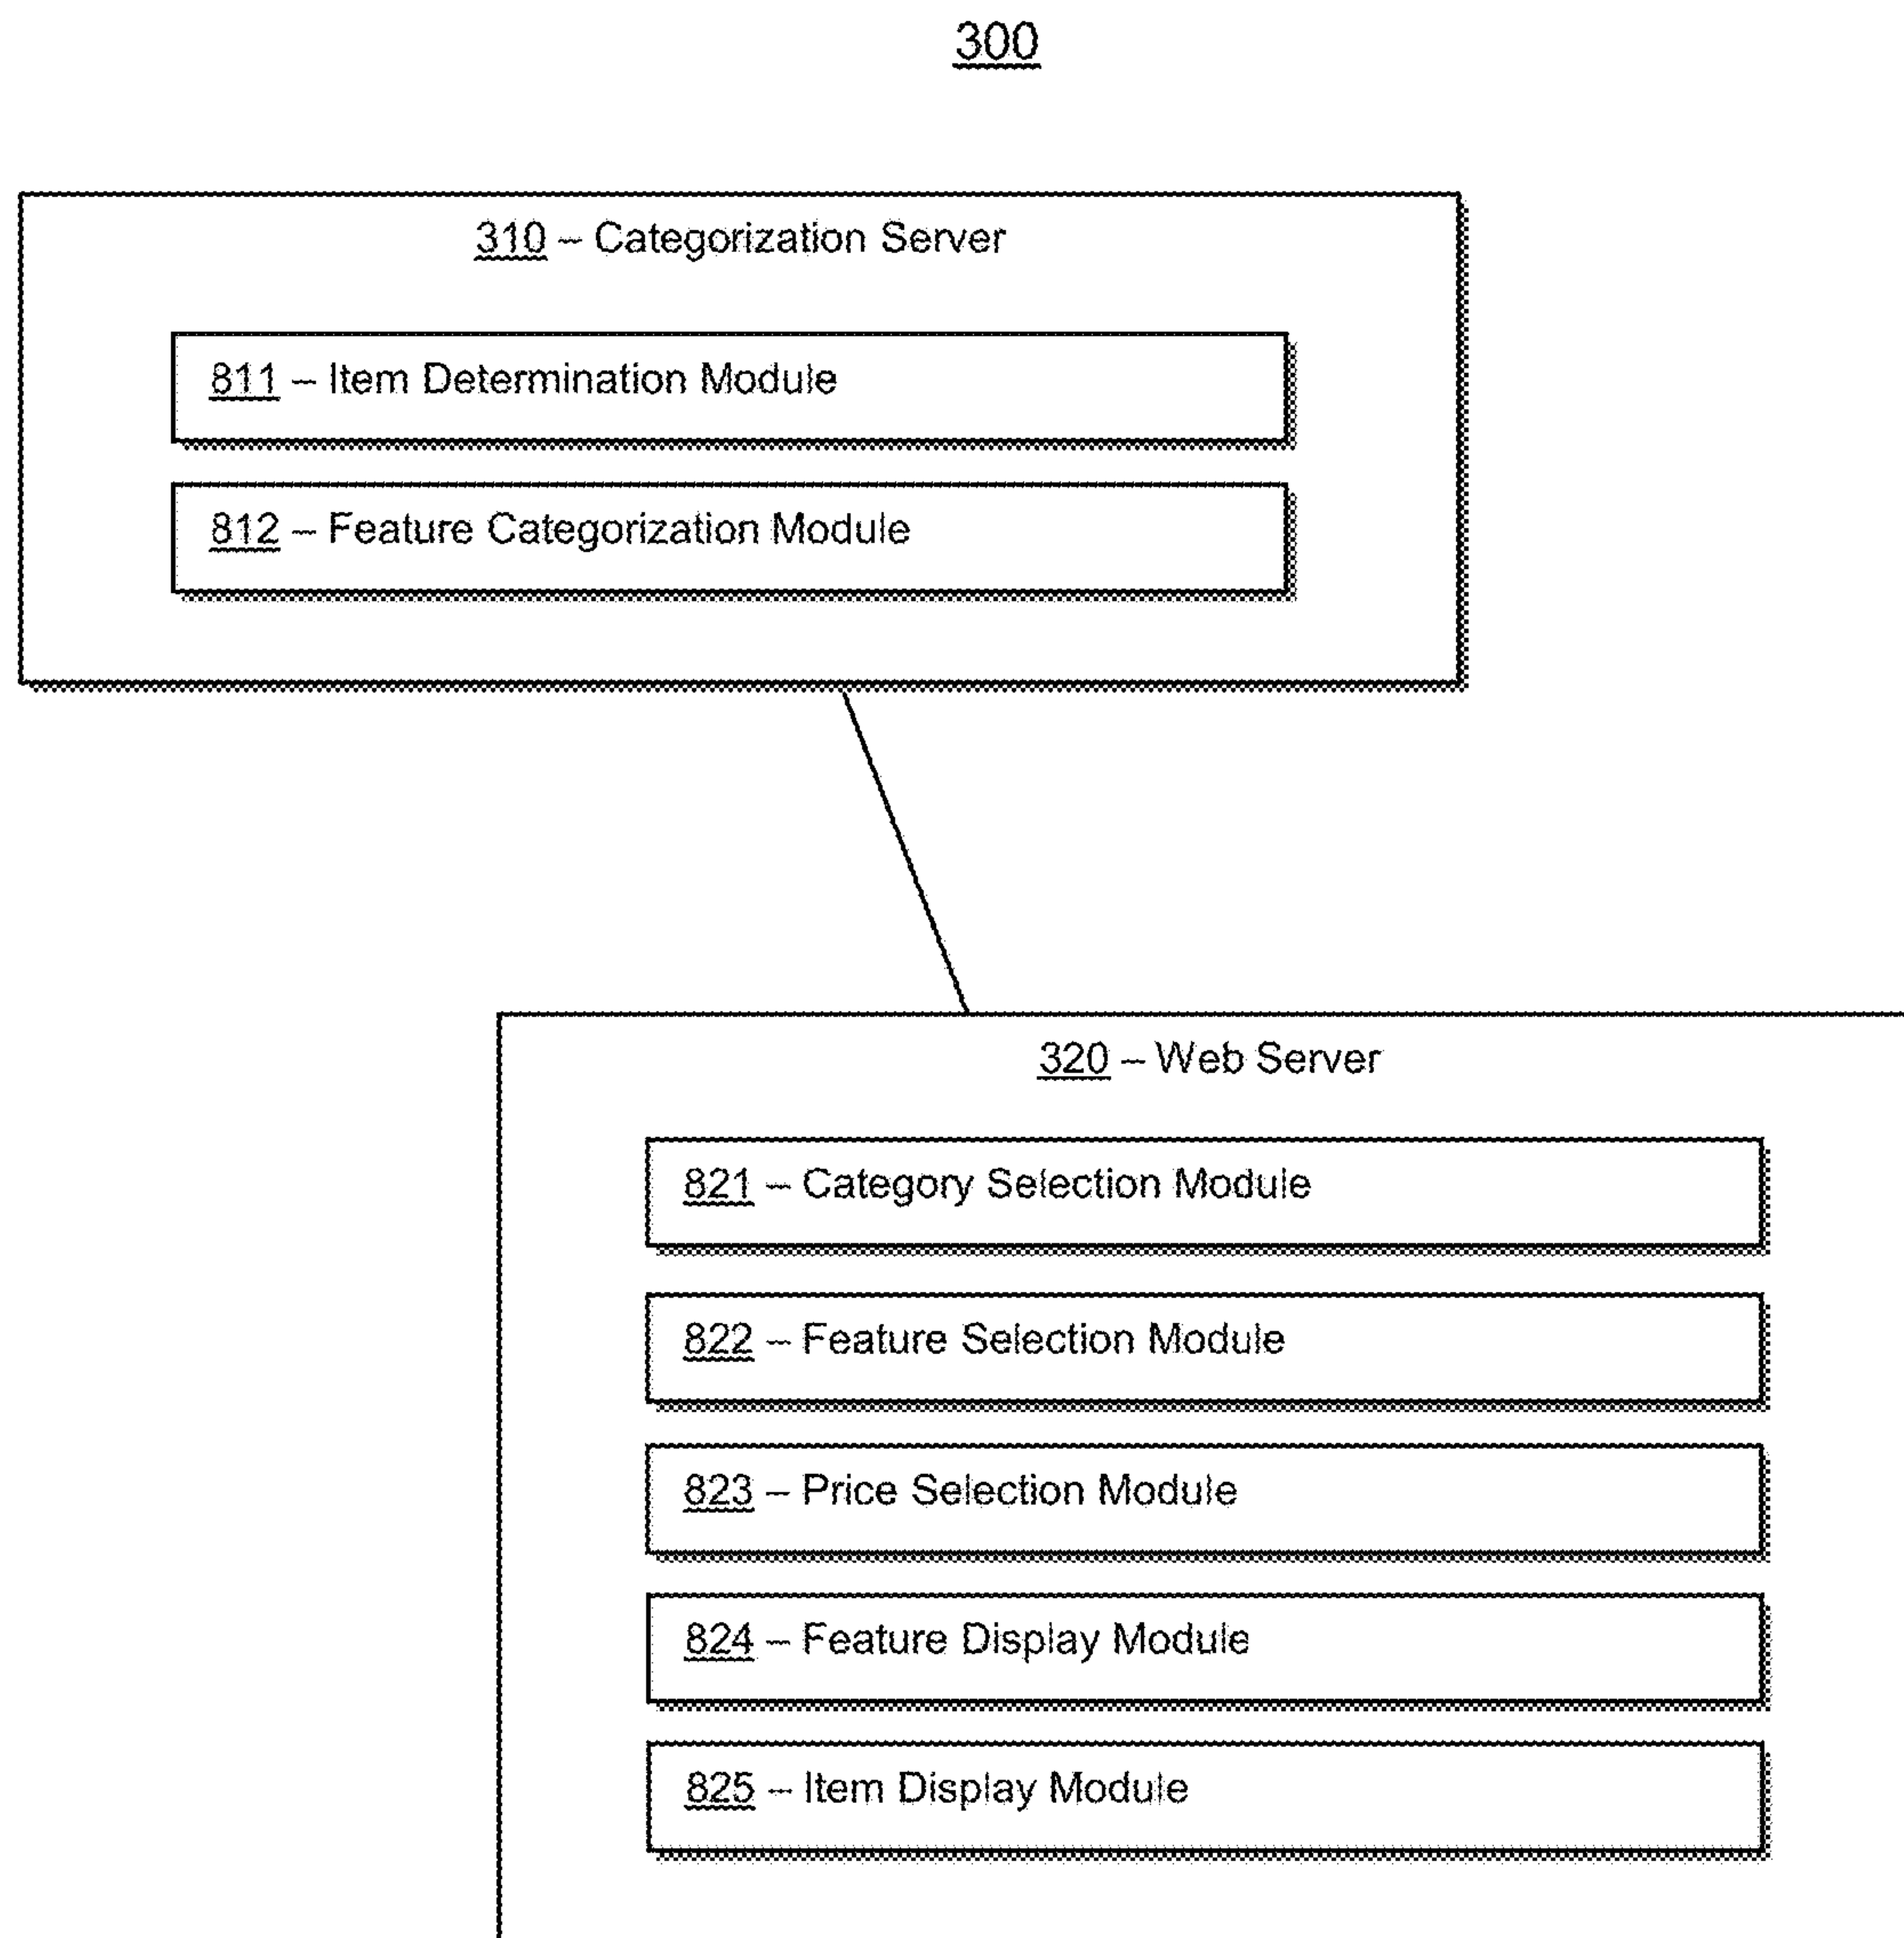 300
310 – Categorization Server
811 – Item Determination Module
812 – Feature Categorization Module
320 – Web Server
821 – Category Selection Module
822 – Feature Selection Module
823 – Price Selection Module
824 – Feature Display Module
825 – Item Display Module